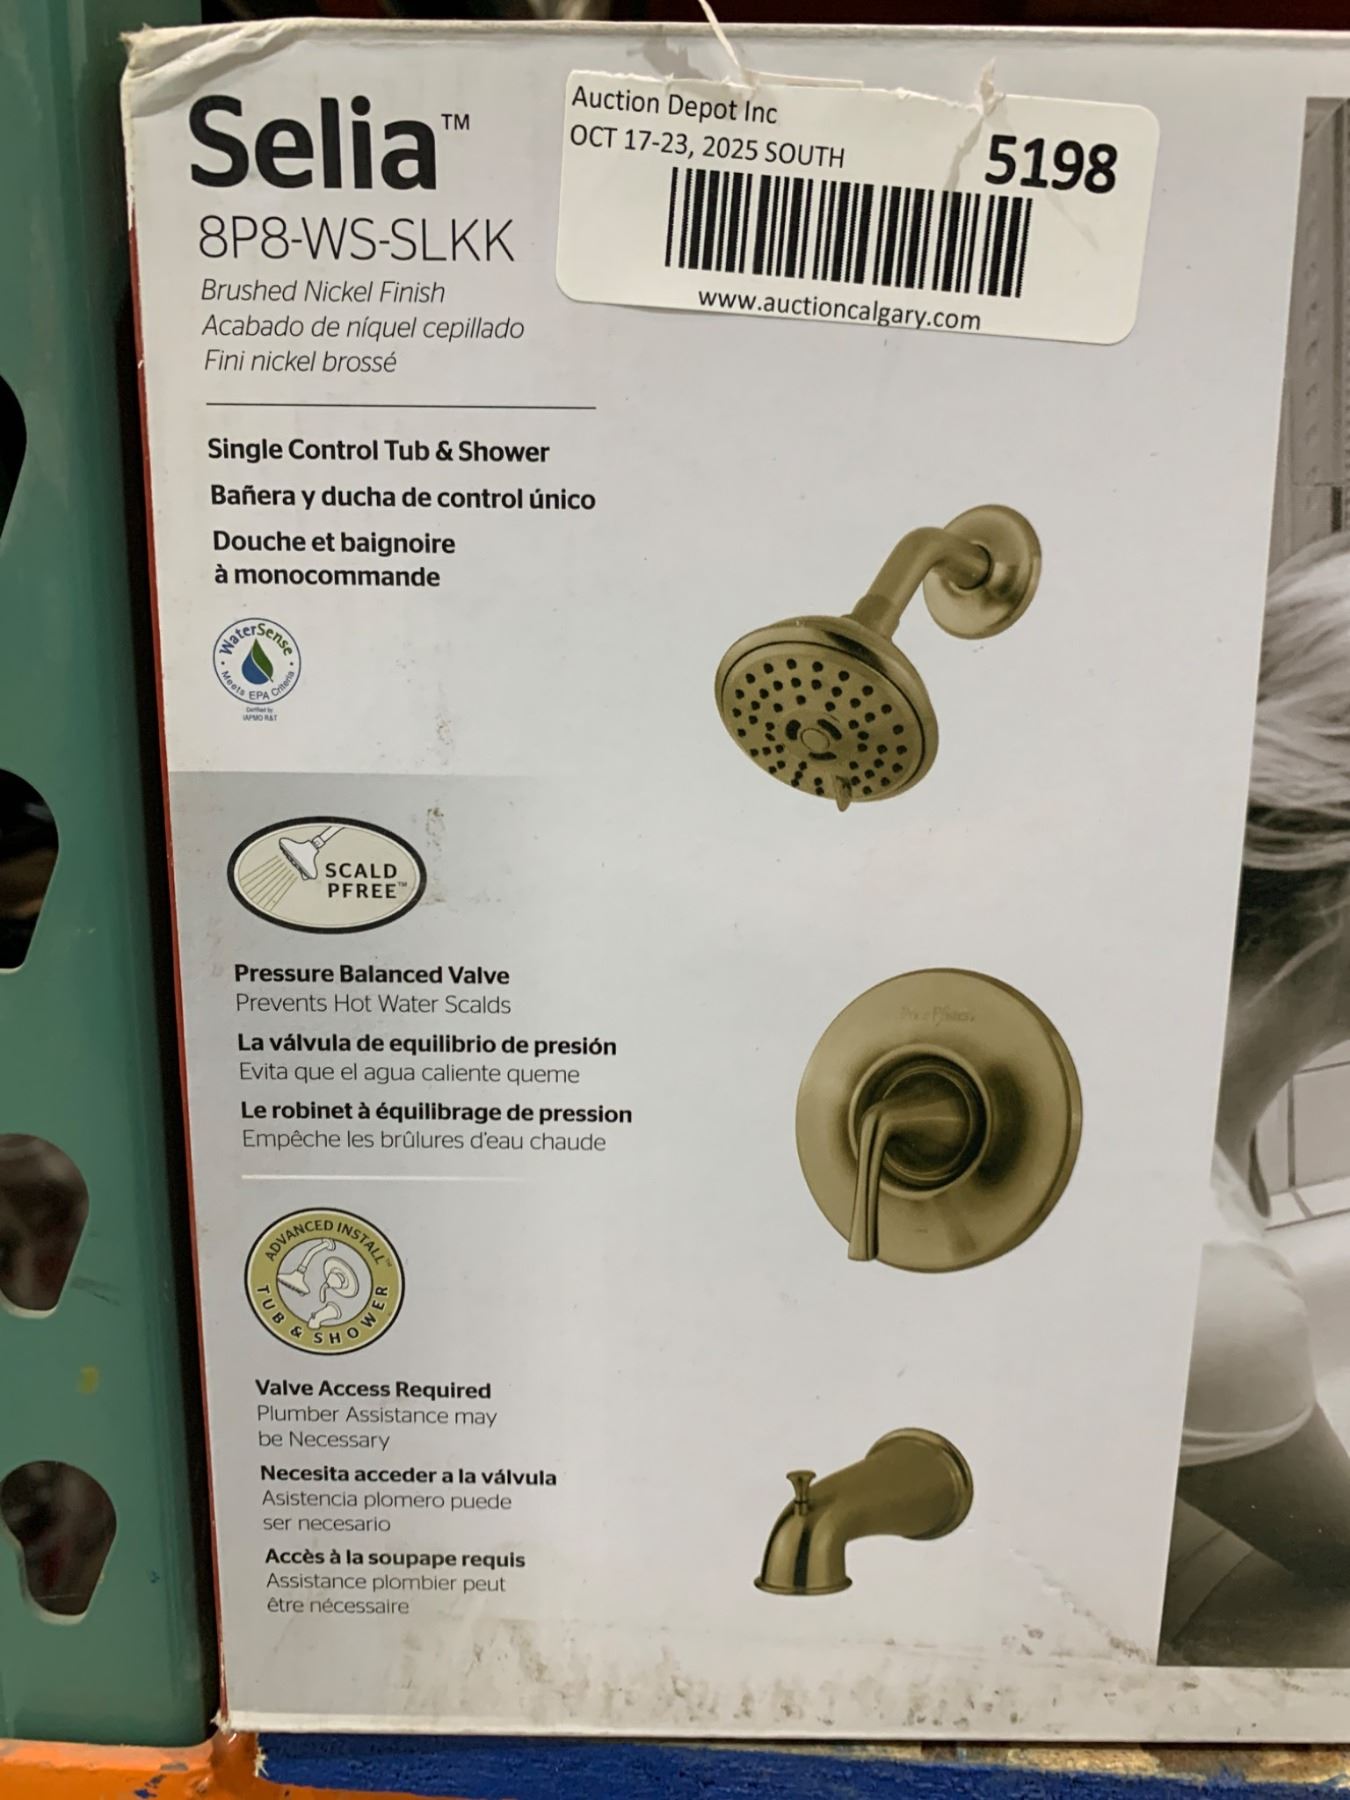 Selia™
8P8-WS-SLKK
Brushed Nickel Finish
Acabado de níquel cepillado
Fini nickel brossé
Auction Depot Inc
OCT 17-23, 2025 SOUTH
5198
www.auctioncalgary.com
Single Control Tub & Shower
Bañera y ducha de control único
Douche et baignoire
à monocommande
WaterSense
Meets EPA Criteria
Certified by
IAPMO R&T
SCALD
PFREE™
Pressure Balanced Valve
Prevents Hot Water Scalds
La válvula de equilibrio de presión
Evita que el agua caliente queme
Le robinet à équilibrage de pression
Empêche les brûlures d'eau chaude
ADVANCED INSTALL™
TUB & SHOWER
Valve Access Required
Plumber Assistance may
be Necessary
Necesita acceder a la válvula
Asistencia plomero puede
ser necesario
Accès à la soupape requis
Assistance plombier peut
être nécessaire